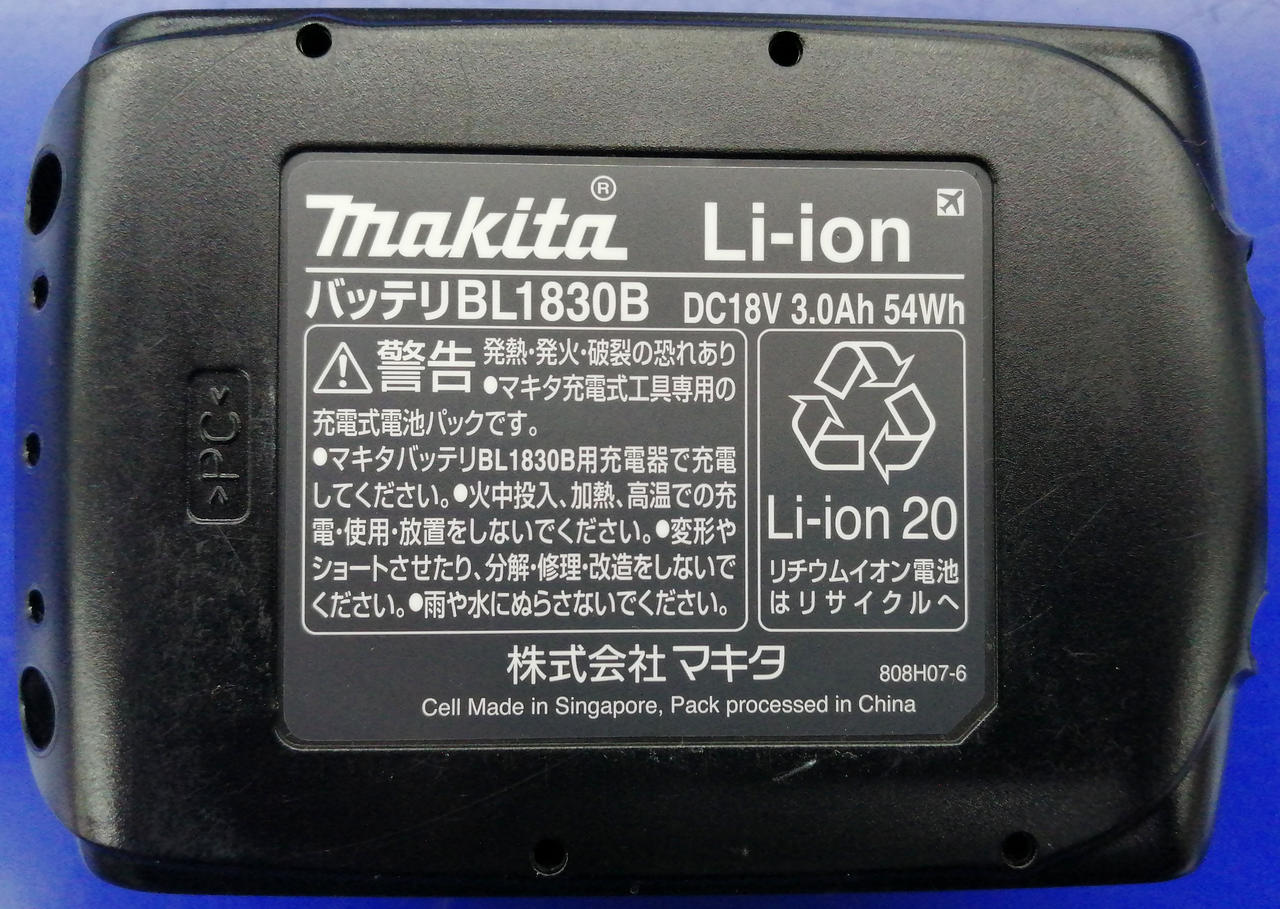 makita® Li-ion
バッテリBL1830B DC18V 3.0Ah 54Wh
警告 発熱・発火・破裂の恐れあり
●マキタ充電式工具専用の
充電式電池パックです。
●マキタバッテリBL1830B用充電器で充電
してください。●火中投入、加熱、高温での充
電・使用・放置をしないでください。●変形や
ショートさせたり、分解・修理・改造をしないで
ください。●雨や水にぬらさないでください。
Li-ion 20
リチウムイオン電池
はリサイクルへ
株式会社マキタ
808H07-6
Cell Made in Singapore, Pack processed in China
>PC<